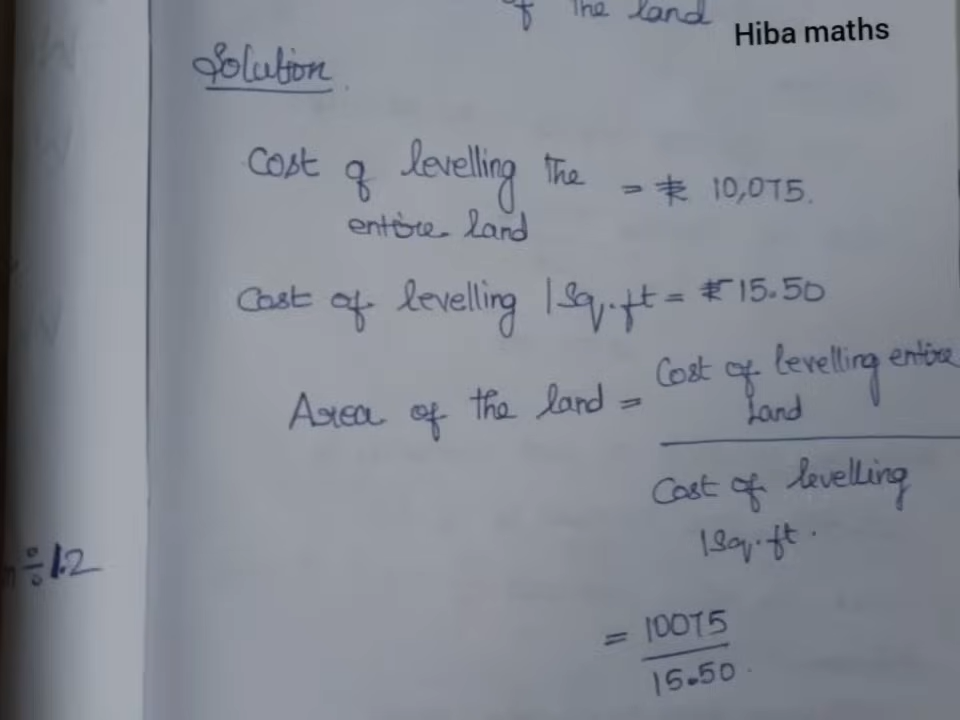 of the land
Hiba maths
Solution
Cost of levelling the
entire land = ₹ 10,075.
Cost of levelling 1 Sq.ft = ₹ 15.50
Area of the land = Cost of levelling entire
Land
Cost of levelling
1 Sq.ft.
= 10075
15.50
÷ 1.2